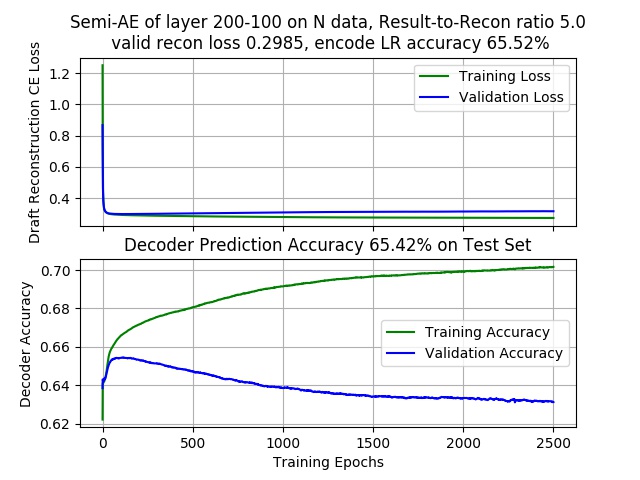 Semi-AE of layer 200-100 on N data, Result-to-Recon ratio 5.0
valid recon loss 0.2985, encode LR accuracy 65.52%
Draft Reconstruction CE Loss
1.2
1.0
0.8
0.6
0.4
Training Loss
Validation Loss
Decoder Prediction Accuracy 65.42% on Test Set
Decoder Accuracy
0.70
0.68
0.66
0.64
0.62
Training Accuracy
Validation Accuracy
0 500 1000 1500 2000 2500
Training Epochs